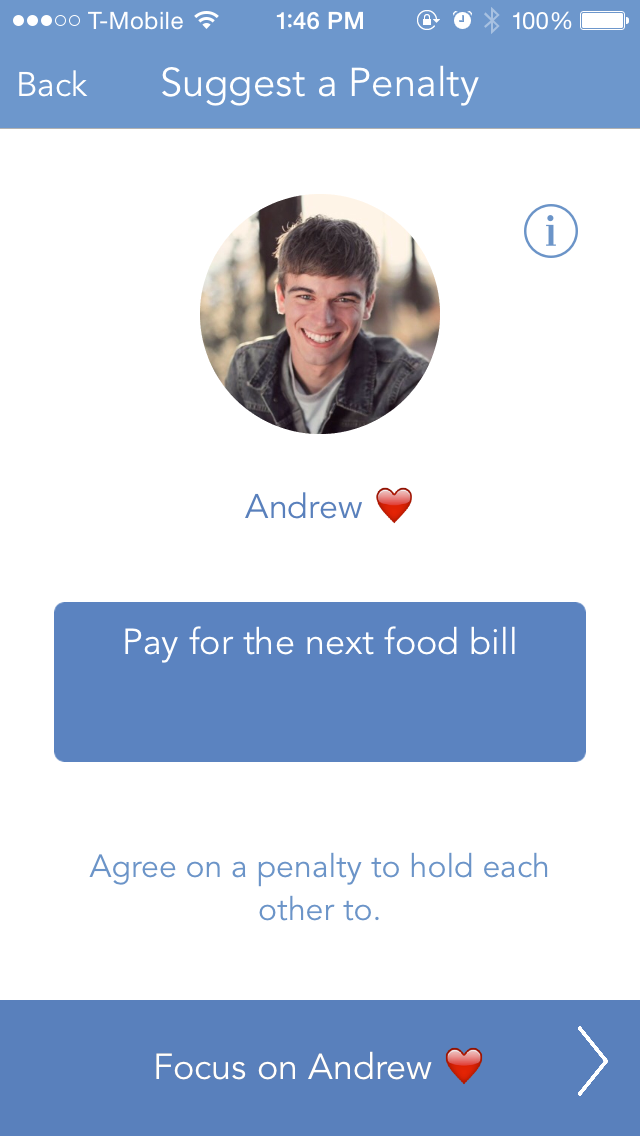 T-Mobile 1:46 PM 100%
Back Suggest a Penalty
i
Andrew ❤️
Pay for the next food bill
Agree on a penalty to hold each
other to.
Focus on Andrew ❤️